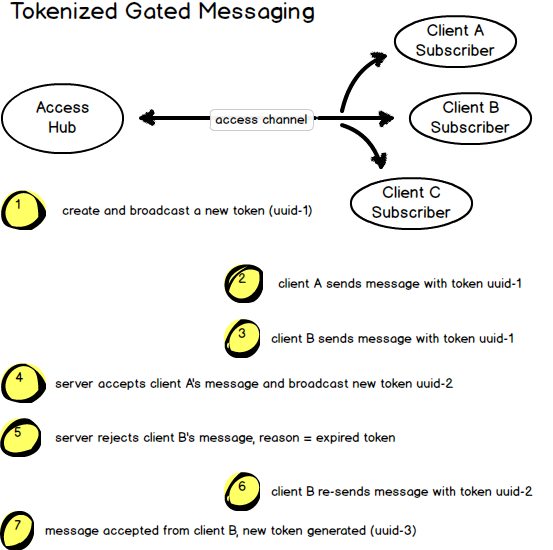 Tokenized Gated Messaging
Client A
Subscriber
Access
Hub
access channel
Client B
Subscriber
Client C
Subscriber
1 create and broadcast a new token (uuid-1)
2 client A sends message with token uuid-1
3 client B sends message with token uuid-1
4 server accepts client A's message and broadcast new token uuid-2
5 server rejects client B's message, reason = expired token
6 client B re-sends message with token uuid-2
7 message accepted from client B, new token generated (uuid-3)